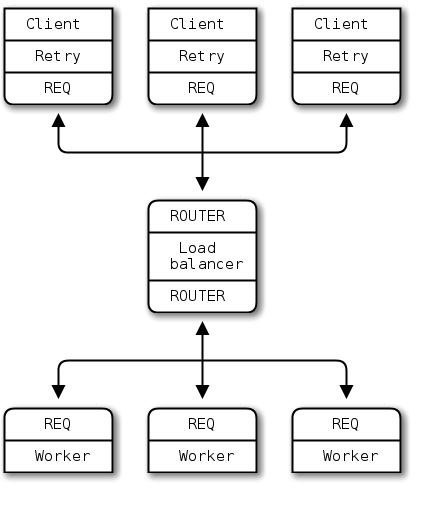 Client Client Client
Retry Retry Retry
REQ REQ REQ
ROUTER
Load
balancer
ROUTER
REQ REQ REQ
Worker Worker Worker